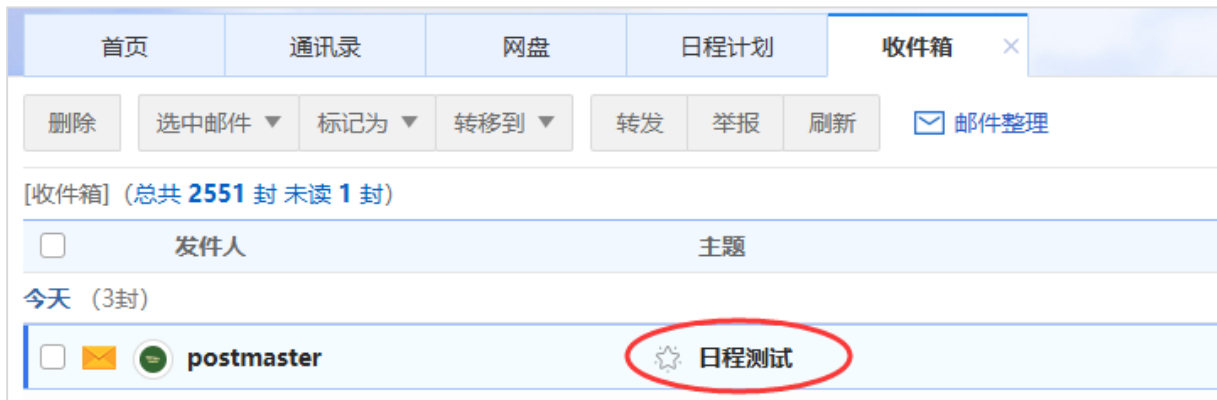 首页 通讯录 网盘 日程计划 收件箱
删除 选中邮件 标记为 转移到 转发 举报 刷新 邮件整理
[收件箱]（总共 2551 封 未读 1 封）
发件人 主题
今天 （3封）
postmaster 日程测试